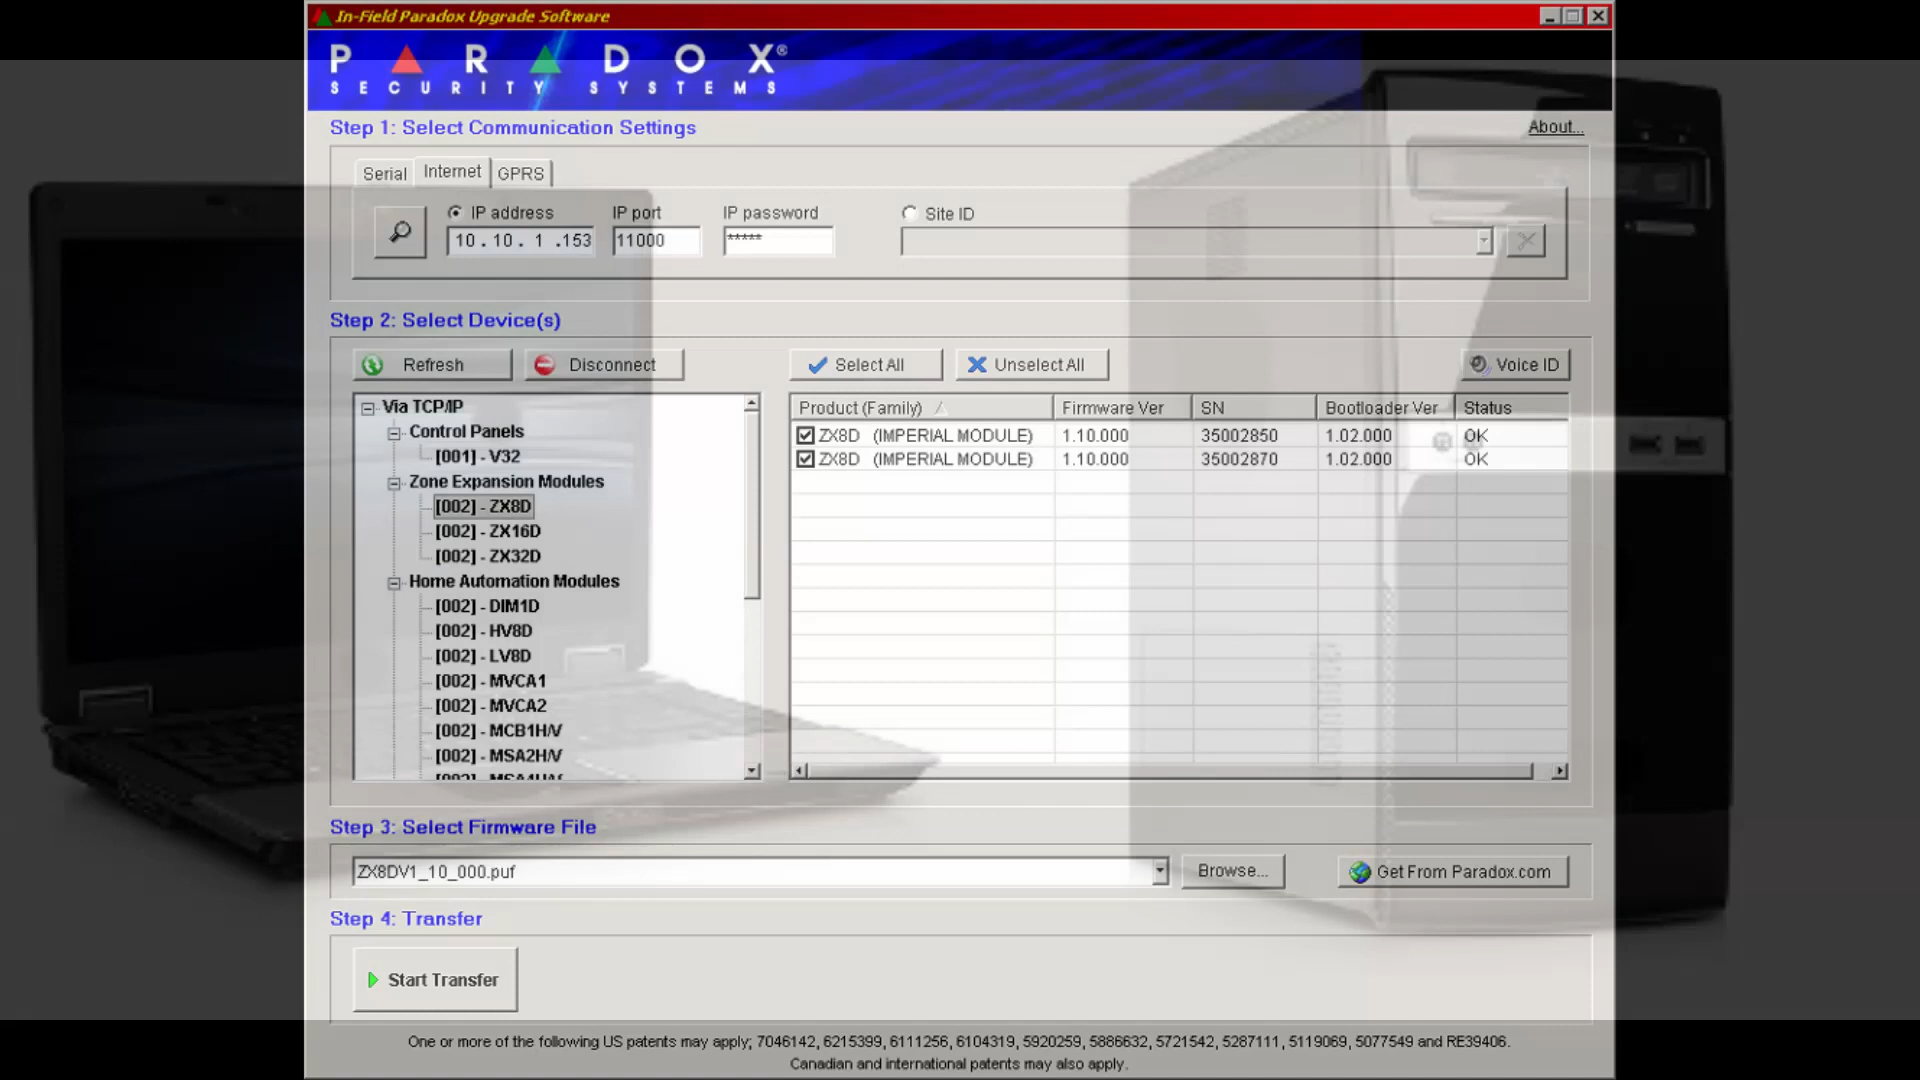 In-Field Paradox Upgrade Software
PARADOX®
SECURITY SYSTEMS
Step 1: Select Communication Settings
About...
Serial Internet GPRS
IP address IP port IP password Site ID
10 . 10 . 1 .153 11000 *****
Step 2: Select Device(s)
Refresh Disconnect Select All Unselect All Voice ID
Via TCP/IP
Control Panels
[001] - V32
Zone Expansion Modules
[002] - ZX8D
[002] - ZX16D
[002] - ZX32D
Home Automation Modules
[002] - DIM1D
[002] - HV8D
[002] - LV8D
[002] - MVCA1
[002] - MVCA2
[002] - MCB1H/V
[002] - MSA2H/V
Product (Family) Firmware Ver SN Bootloader Ver Status
ZX8D (IMPERIAL MODULE) 1.10.000 35002850 1.02.000 OK
ZX8D (IMPERIAL MODULE) 1.10.000 35002870 1.02.000 OK
Step 3: Select Firmware File
ZX8DV1_10_000.puf Browse... Get From Paradox.com
Step 4: Transfer
Start Transfer
One or more of the following US patents may apply; 7046142, 6215399, 6111256, 6104319, 5920259, 5886632, 5721542, 5287111, 5119069, 5077549 and RE39406.
Canadian and international patents may also apply.